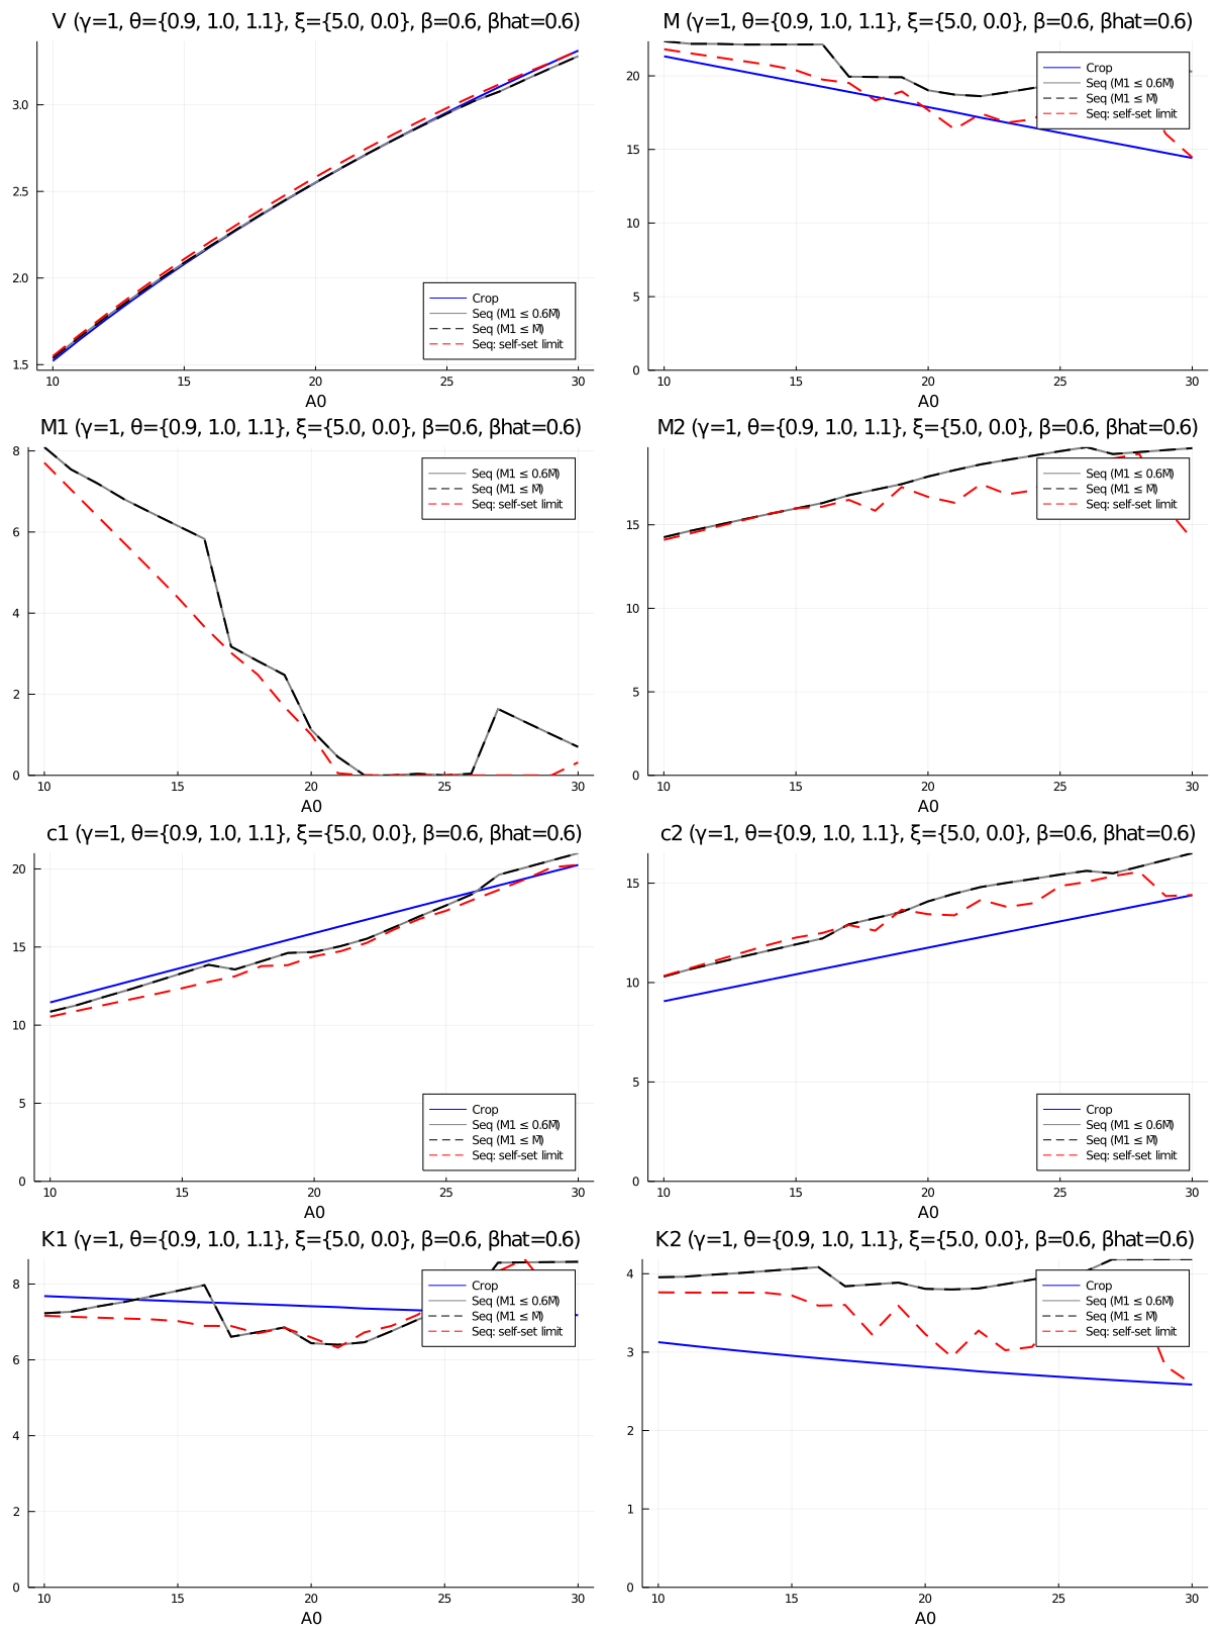 V (γ=1, θ={0.9, 1.0, 1.1}, ξ={5.0, 0.0}, β=0.6, βhat=0.6)
3.0
2.5
2.0
1.5
10 15 20 25 30
A0
Crop
Seq (M1 ≤ 0.6M̄)
Seq (M1 ≤ M̄)
Seq: self-set limit
M (γ=1, θ={0.9, 1.0, 1.1}, ξ={5.0, 0.0}, β=0.6, βhat=0.6)
20
15
10
5
0
10 15 20 25 30
A0
Crop
Seq (M1 ≤ 0.6M̄)
Seq (M1 ≤ M̄)
Seq: self-set limit
M1 (γ=1, θ={0.9, 1.0, 1.1}, ξ={5.0, 0.0}, β=0.6, βhat=0.6)
8
6
4
2
0
10 15 20 25 30
A0
Seq (M1 ≤ 0.6M̄)
Seq (M1 ≤ M̄)
Seq: self-set limit
M2 (γ=1, θ={0.9, 1.0, 1.1}, ξ={5.0, 0.0}, β=0.6, βhat=0.6)
15
10
5
0
10 15 20 25 30
A0
Seq (M1 ≤ 0.6M̄)
Seq (M1 ≤ M̄)
Seq: self-set limit
c1 (γ=1, θ={0.9, 1.0, 1.1}, ξ={5.0, 0.0}, β=0.6, βhat=0.6)
20
15
10
5
0
10 15 20 25 30
A0
Crop
Seq (M1 ≤ 0.6M̄)
Seq (M1 ≤ M̄)
Seq: self-set limit
c2 (γ=1, θ={0.9, 1.0, 1.1}, ξ={5.0, 0.0}, β=0.6, βhat=0.6)
15
10
5
0
10 15 20 25 30
A0
Crop
Seq (M1 ≤ 0.6M̄)
Seq (M1 ≤ M̄)
Seq: self-set limit
K1 (γ=1, θ={0.9, 1.0, 1.1}, ξ={5.0, 0.0}, β=0.6, βhat=0.6)
8
6
4
2
0
10 15 20 25 30
A0
Crop
Seq (M1 ≤ 0.6M̄)
Seq (M1 ≤ M̄)
Seq: self-set limit
K2 (γ=1, θ={0.9, 1.0, 1.1}, ξ={5.0, 0.0}, β=0.6, βhat=0.6)
4
3
2
1
0
10 15 20 25 30
A0
Crop
Seq (M1 ≤ 0.6M̄)
Seq (M1 ≤ M̄)
Seq: self-set limit